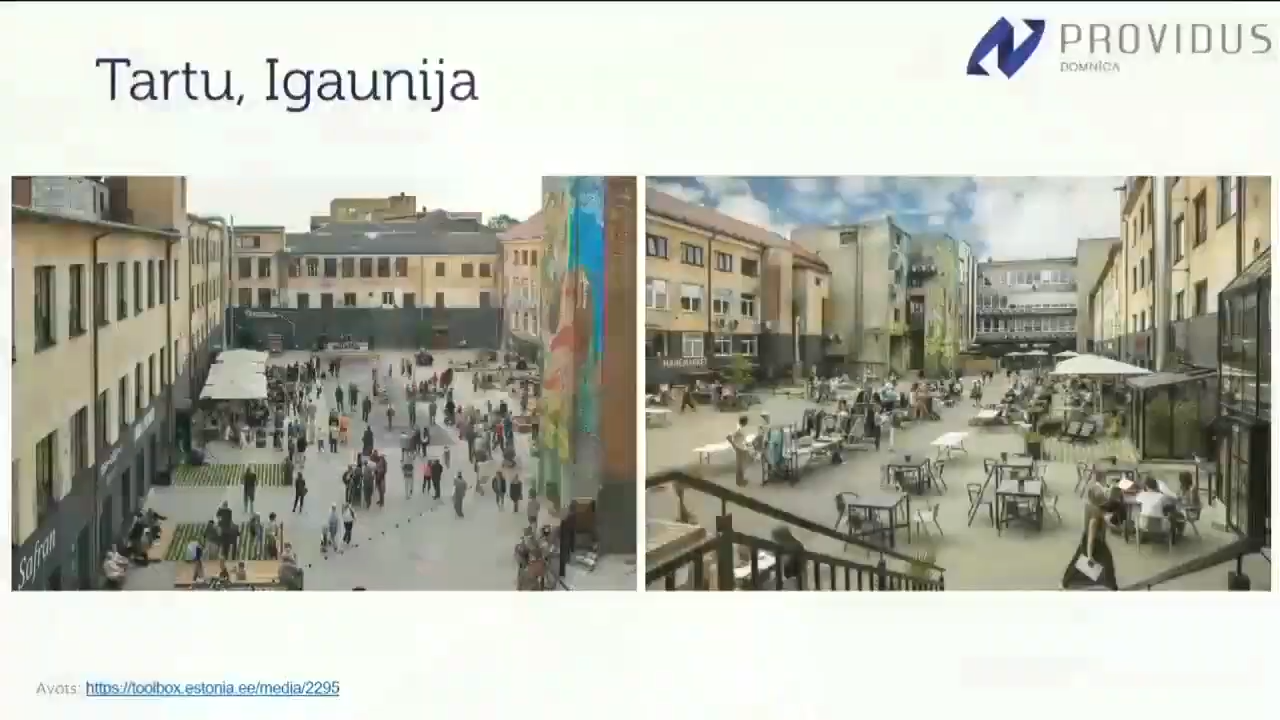 Tartu, Igaunija
PROVIDUS
DOMNĪCA
Safran
Avots: https://toolbox.estonia.ee/media/2295